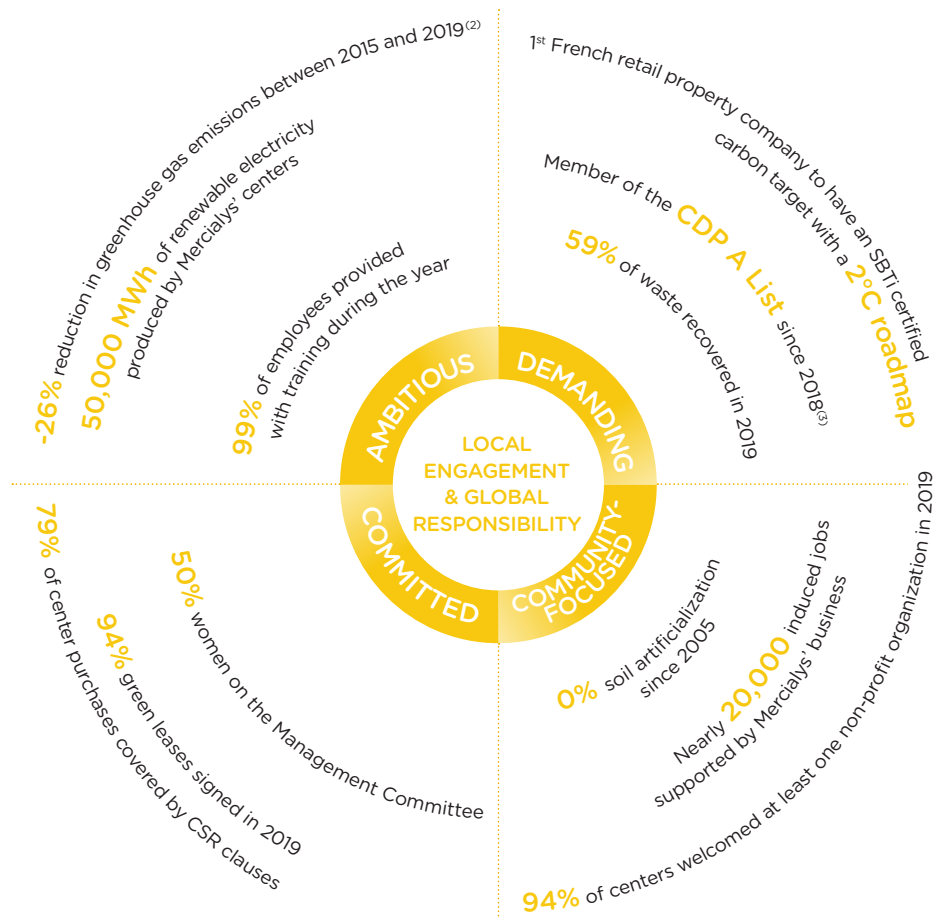 -26% reduction in greenhouse gas emissions between 2015 and 2019(2)
50,000 MWh of renewable electricity
produced by Mercialys' centers
99% of employees provided
with training during the year
1st French retail property company to have an SBTi certified
carbon target with a 2°C roadmap
Member of the CDP A List since 2018(3)
59% of waste recovered in 2019
AMBITIOUS
DEMANDING
LOCAL
ENGAGEMENT
& GLOBAL
RESPONSIBILITY
COMMITTED
COMMUNITY-
FOCUSED
79% of center purchases covered by CSR clauses
94% green leases signed in 2019
50% women on the Management Committee
0% soil artificialization
since 2005
Nearly 20,000 induced jobs
supported by Mercialys' business
94% of centers welcomed at least one non-profit organization in 2019